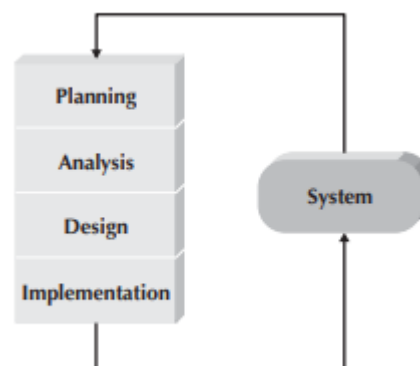 Planning
Analysis
System
Design
Implementation